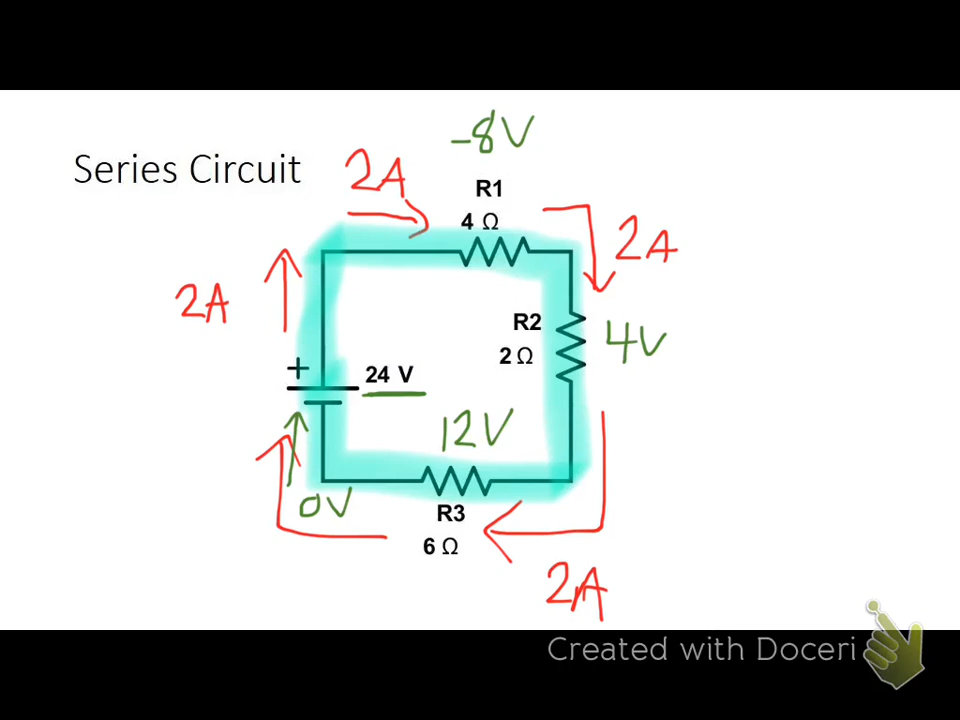 -8V
Series Circuit
2A
R1
4 Ω
2A
2A
R2
2 Ω
4V
+
24 V
12V
0V
R3
6 Ω
2A
Created with Doceri